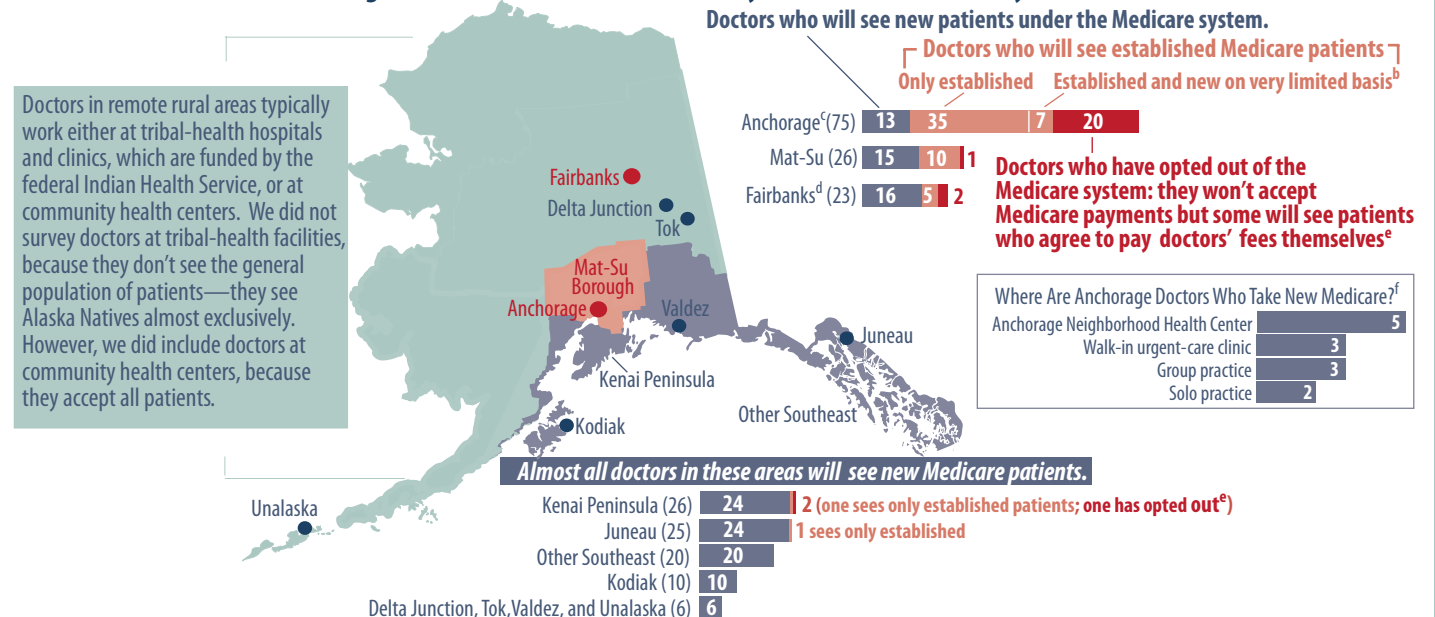 Doctors who will see new patients under the Medicare system.
Doctors who will see established Medicare patients
Only established
Established and new on very limited basisb
Anchoragec(75) 13 35 7 20
Mat-Su (26) 15 10 1
Fairbanksd (23) 16 5 2
Doctors who have opted out of the
Medicare system: they won't accept
Medicare payments but some will see patients
who agree to pay doctors' fees themselvese
Doctors in remote rural areas typically
work either at tribal-health hospitals
and clinics, which are funded by the
federal Indian Health Service, or at
community health centers. We did not
survey doctors at tribal-health facilities,
because they don't see the general
population of patients—they see
Alaska Natives almost exclusively.
However, we did include doctors at
community health centers, because
they accept all patients.
Fairbanks
Delta Junction
Tok
Mat-Su
Borough
Anchorage
Valdez
Juneau
Kenai Peninsula
Other Southeast
Kodiak
Unalaska
Where Are Anchorage Doctors Who Take New Medicare?f
Anchorage Neighborhood Health Center 5
Walk-in urgent-care clinic 3
Group practice 3
Solo practice 2
Almost all doctors in these areas will see new Medicare patients.
Kenai Peninsula (26) 24 2 (one sees only established patients; one has opted oute)
Juneau (25) 24 1 sees only established
Other Southeast (20) 20
Kodiak (10) 10
Delta Junction, Tok,Valdez, and Unalaska (6) 6